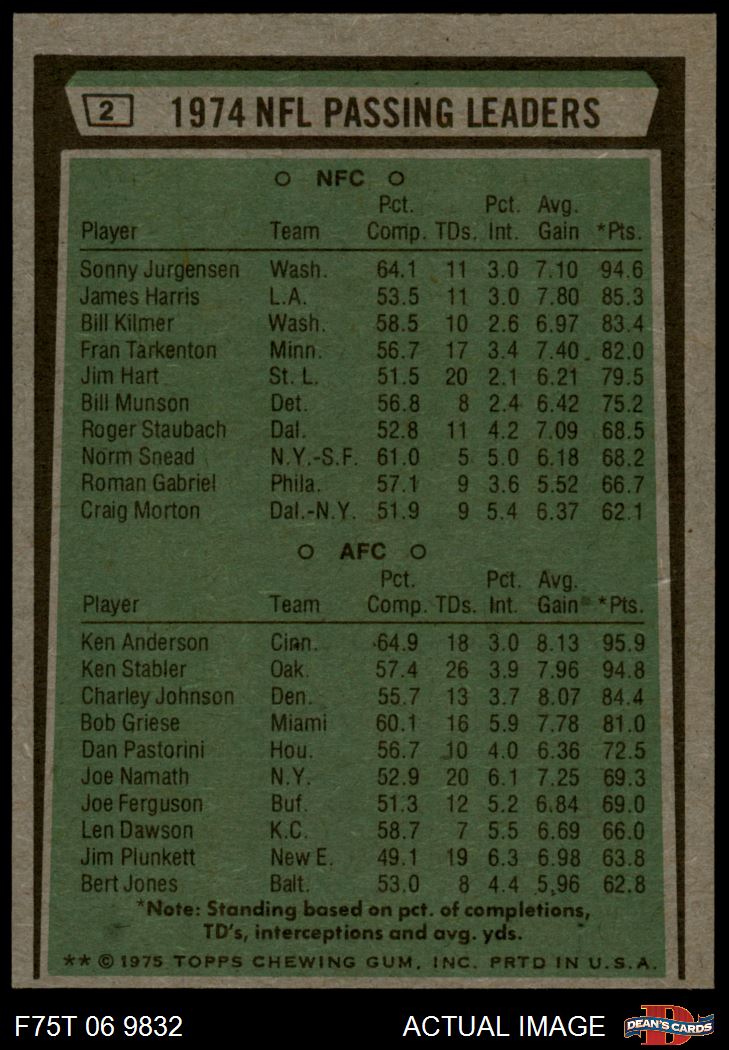 2 1974 NFL PASSING LEADERS
NFC
Pct. Pct. Avg.
Player Team Comp. TDs. Int. Gain *Pts.
Sonny Jurgensen Wash. 64.1 11 3.0 7.10 94.6
James Harris L.A. 53.5 11 3.0 7.80 85.3
Bill Kilmer Wash. 58.5 10 2.6 6.97 83.4
Fran Tarkenton Minn. 56.7 17 3.4 7.40 82.0
Jim Hart St. L. 51.5 20 2.1 6.21 79.5
Bill Munson Det. 56.8 8 2.4 6.42 75.2
Roger Staubach Dal. 52.8 11 4.2 7.09 68.5
Norm Snead N.Y.-S.F. 61.0 5 5.0 6.18 68.2
Roman Gabriel Phila. 57.1 9 3.6 5.52 66.7
Craig Morton Dal.-N.Y. 51.9 9 5.4 6.37 62.1
AFC
Pct. Pct. Avg.
Player Team Comp. TDs. Int. Gain *Pts.
Ken Anderson Cinn. 64.9 18 3.0 8.13 95.9
Ken Stabler Oak. 57.4 26 3.9 7.96 94.8
Charley Johnson Den. 55.7 13 3.7 8.07 84.4
Bob Griese Miami 60.1 16 5.9 7.78 81.0
Dan Pastorini Hou. 56.7 10 4.0 6.36 72.5
Joe Namath N.Y. 52.9 20 6.1 7.25 69.3
Joe Ferguson Buf. 51.3 12 5.2 6.84 69.0
Len Dawson K.C. 58.7 7 5.5 6.69 66.0
Jim Plunkett New E. 49.1 19 6.3 6.98 63.8
Bert Jones Balt. 53.0 8 4.4 5.96 62.8
*Note: Standing based on pct. of completions,
TD's, interceptions and avg. yds.
** © 1975 TOPPS CHEWING GUM, INC. PRTD IN U.S.A.
F75T 06 9832 ACTUAL IMAGE D DEAN'S CARDS